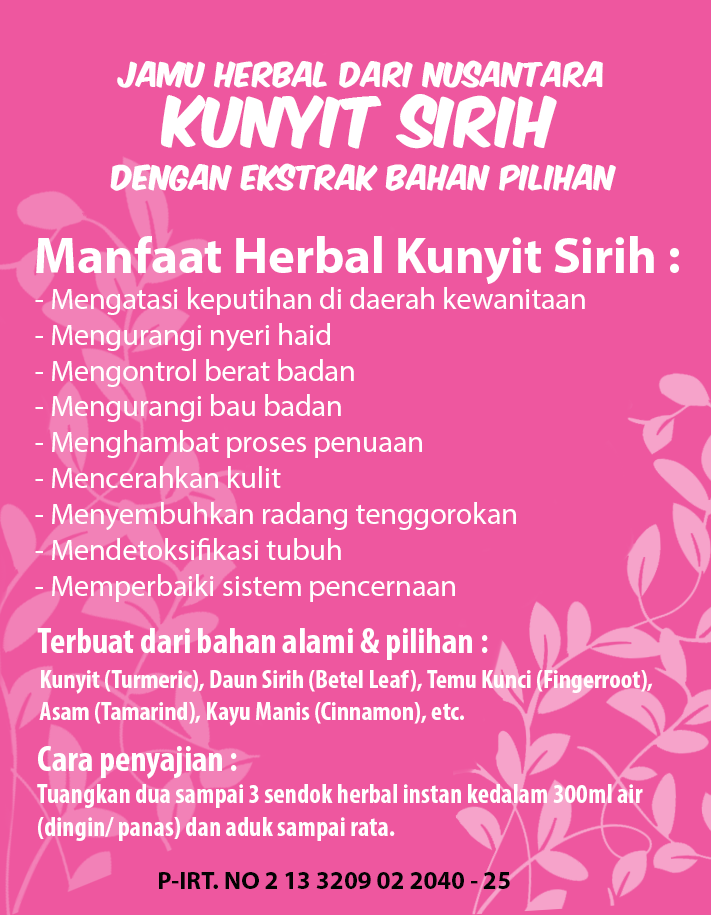 JAMU HERBAL DARI NUSANTARA
KUNYIT SIRIH
DENGAN EKSTRAK BAHAN PILIHAN
Manfaat Herbal Kunyit Sirih :
- Mengatasi keputihan di daerah kewanitaan
- Mengurangi nyeri haid
- Mengontrol berat badan
- Mengurangi bau badan
- Menghambat proses penuaan
- Mencerahkan kulit
- Menyembuhkan radang tenggorokan
- Mendetoksifikasi tubuh
- Memperbaiki sistem pencernaan
Terbuat dari bahan alami & pilihan :
Kunyit (Turmeric), Daun Sirih (Betel Leaf), Temu Kunci (Fingerroot),
Asam (Tamarind), Kayu Manis (Cinnamon), etc.
Cara penyajian :
Tuangkan dua sampai 3 sendok herbal instan kedalam 300ml air
(dingin/ panas) dan aduk sampai rata.
P-IRT. NO 2 13 3209 02 2040 - 25